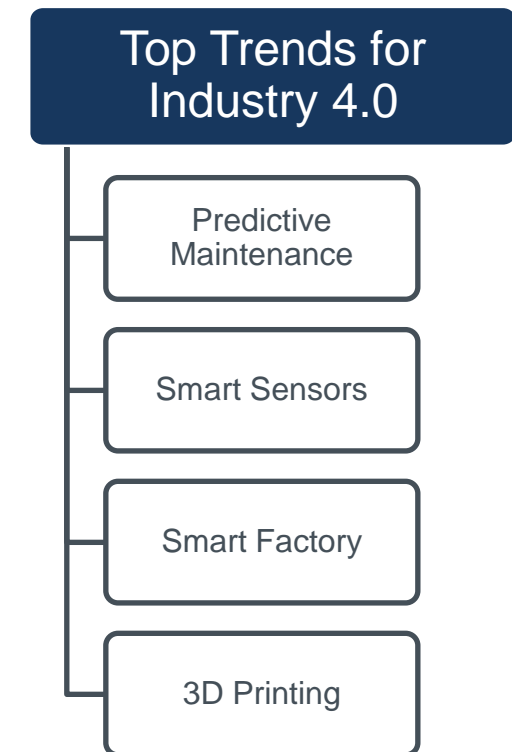 Top Trends for
Industry 4.0
Predictive
Maintenance
Smart Sensors
Smart Factory
3D Printing